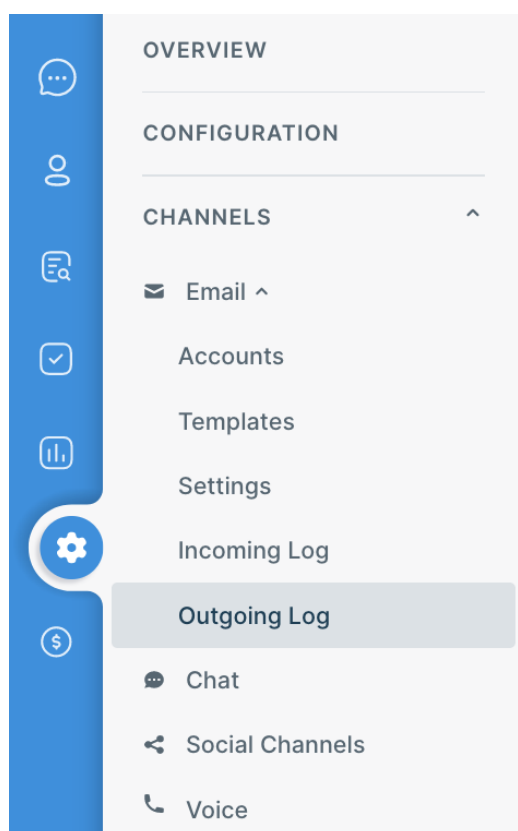 OVERVIEW
CONFIGURATION
CHANNELS
Email
Accounts
Templates
Settings
Incoming Log
Outgoing Log
Chat
Social Channels
Voice